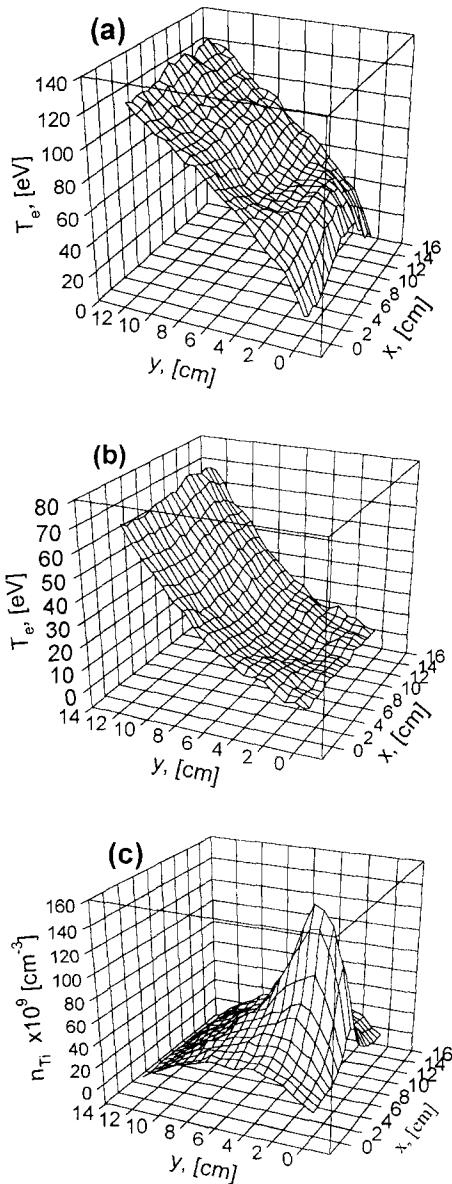 (a)
140
120
100
80
60
40
20
0
T_e, [eV]
12 10 8 6 4 2 0
y, [cm]
0 2 4 6 8 10 12 14 16
x, [cm]
(b)
80
70
60
50
40
30
20
10
0
T_e, [eV]
14 12 10 8 6 4 2 0
y, [cm]
0 2 4 6 8 10 12 14 16
x, [cm]
(c)
160
140
120
100
80
60
40
20
0
n_Ti x10^9 [cm^-3]
14 12 10 8 6 4 2 0
y, [cm]
0 2 4 6 8 10 12 14 16
x, [cm]